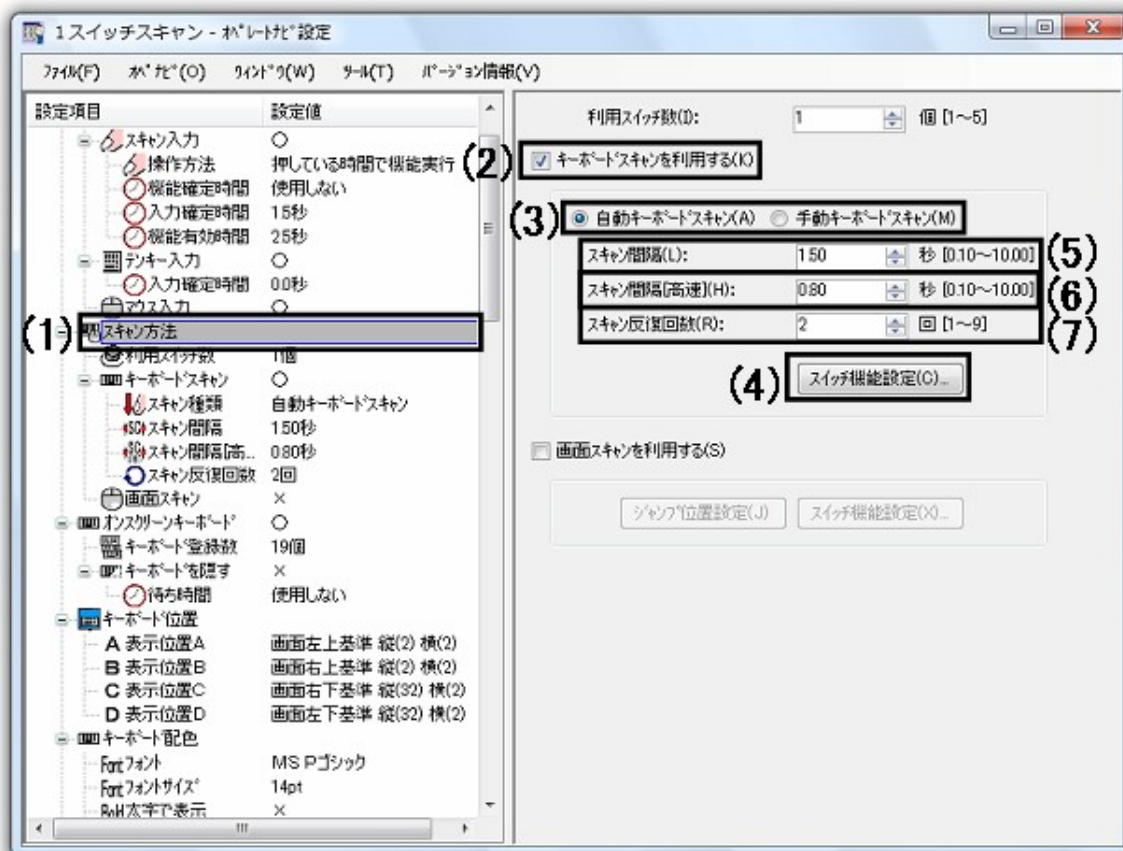 1スイッチスキャン - オペレートナビ設定
ファイル(F) オペナビ(O) ウィンドウ(W) ツール(T) バージョン情報(V)
設定項目 設定値
スキャン入力 ○
操作方法 押している時間で機能実行
機能確定時間 使用しない
入力確定時間 1.5秒
機能有効時間 2.5秒
テンキー入力 ○
入力確定時間 0.0秒
マウス入力 ○
(1) スキャン方法
利用スイッチ数 1個
キーボードスキャン ○
スキャン種類 自動キーボードスキャン
スキャン間隔 1.50秒
スキャン間隔[高... 0.80秒
スキャン反復回数 2回
画面スキャン ×
オンスクリーンキーボード ○
キーボード登録数 19個
キーボードを隠す ×
待ち時間 使用しない
キーボード位置
A 表示位置A 画面左上基準 縦(2) 横(2)
B 表示位置B 画面右上基準 縦(2) 横(2)
C 表示位置C 画面右下基準 縦(32) 横(2)
D 表示位置D 画面左下基準 縦(32) 横(2)
キーボード配色
Font フォント MS Pゴシック
Font フォントサイズ 14pt
Bold 太字で表示 ×
利用スイッチ数(I): 1 個 [1～5]
(2) キーボードスキャンを利用する(K)
(3) 自動キーボードスキャン(A) 手動キーボードスキャン(M)
スキャン間隔(L): 1.50 秒 [0.10～10.00] (5)
スキャン間隔[高速](H): 0.80 秒 [0.10～10.00] (6)
スキャン反復回数(R): 2 回 [1～9] (7)
(4) スイッチ機能設定(C)...
画面スキャンを利用する(S)
ジャンプ位置設定(J) スイッチ機能設定(X)...